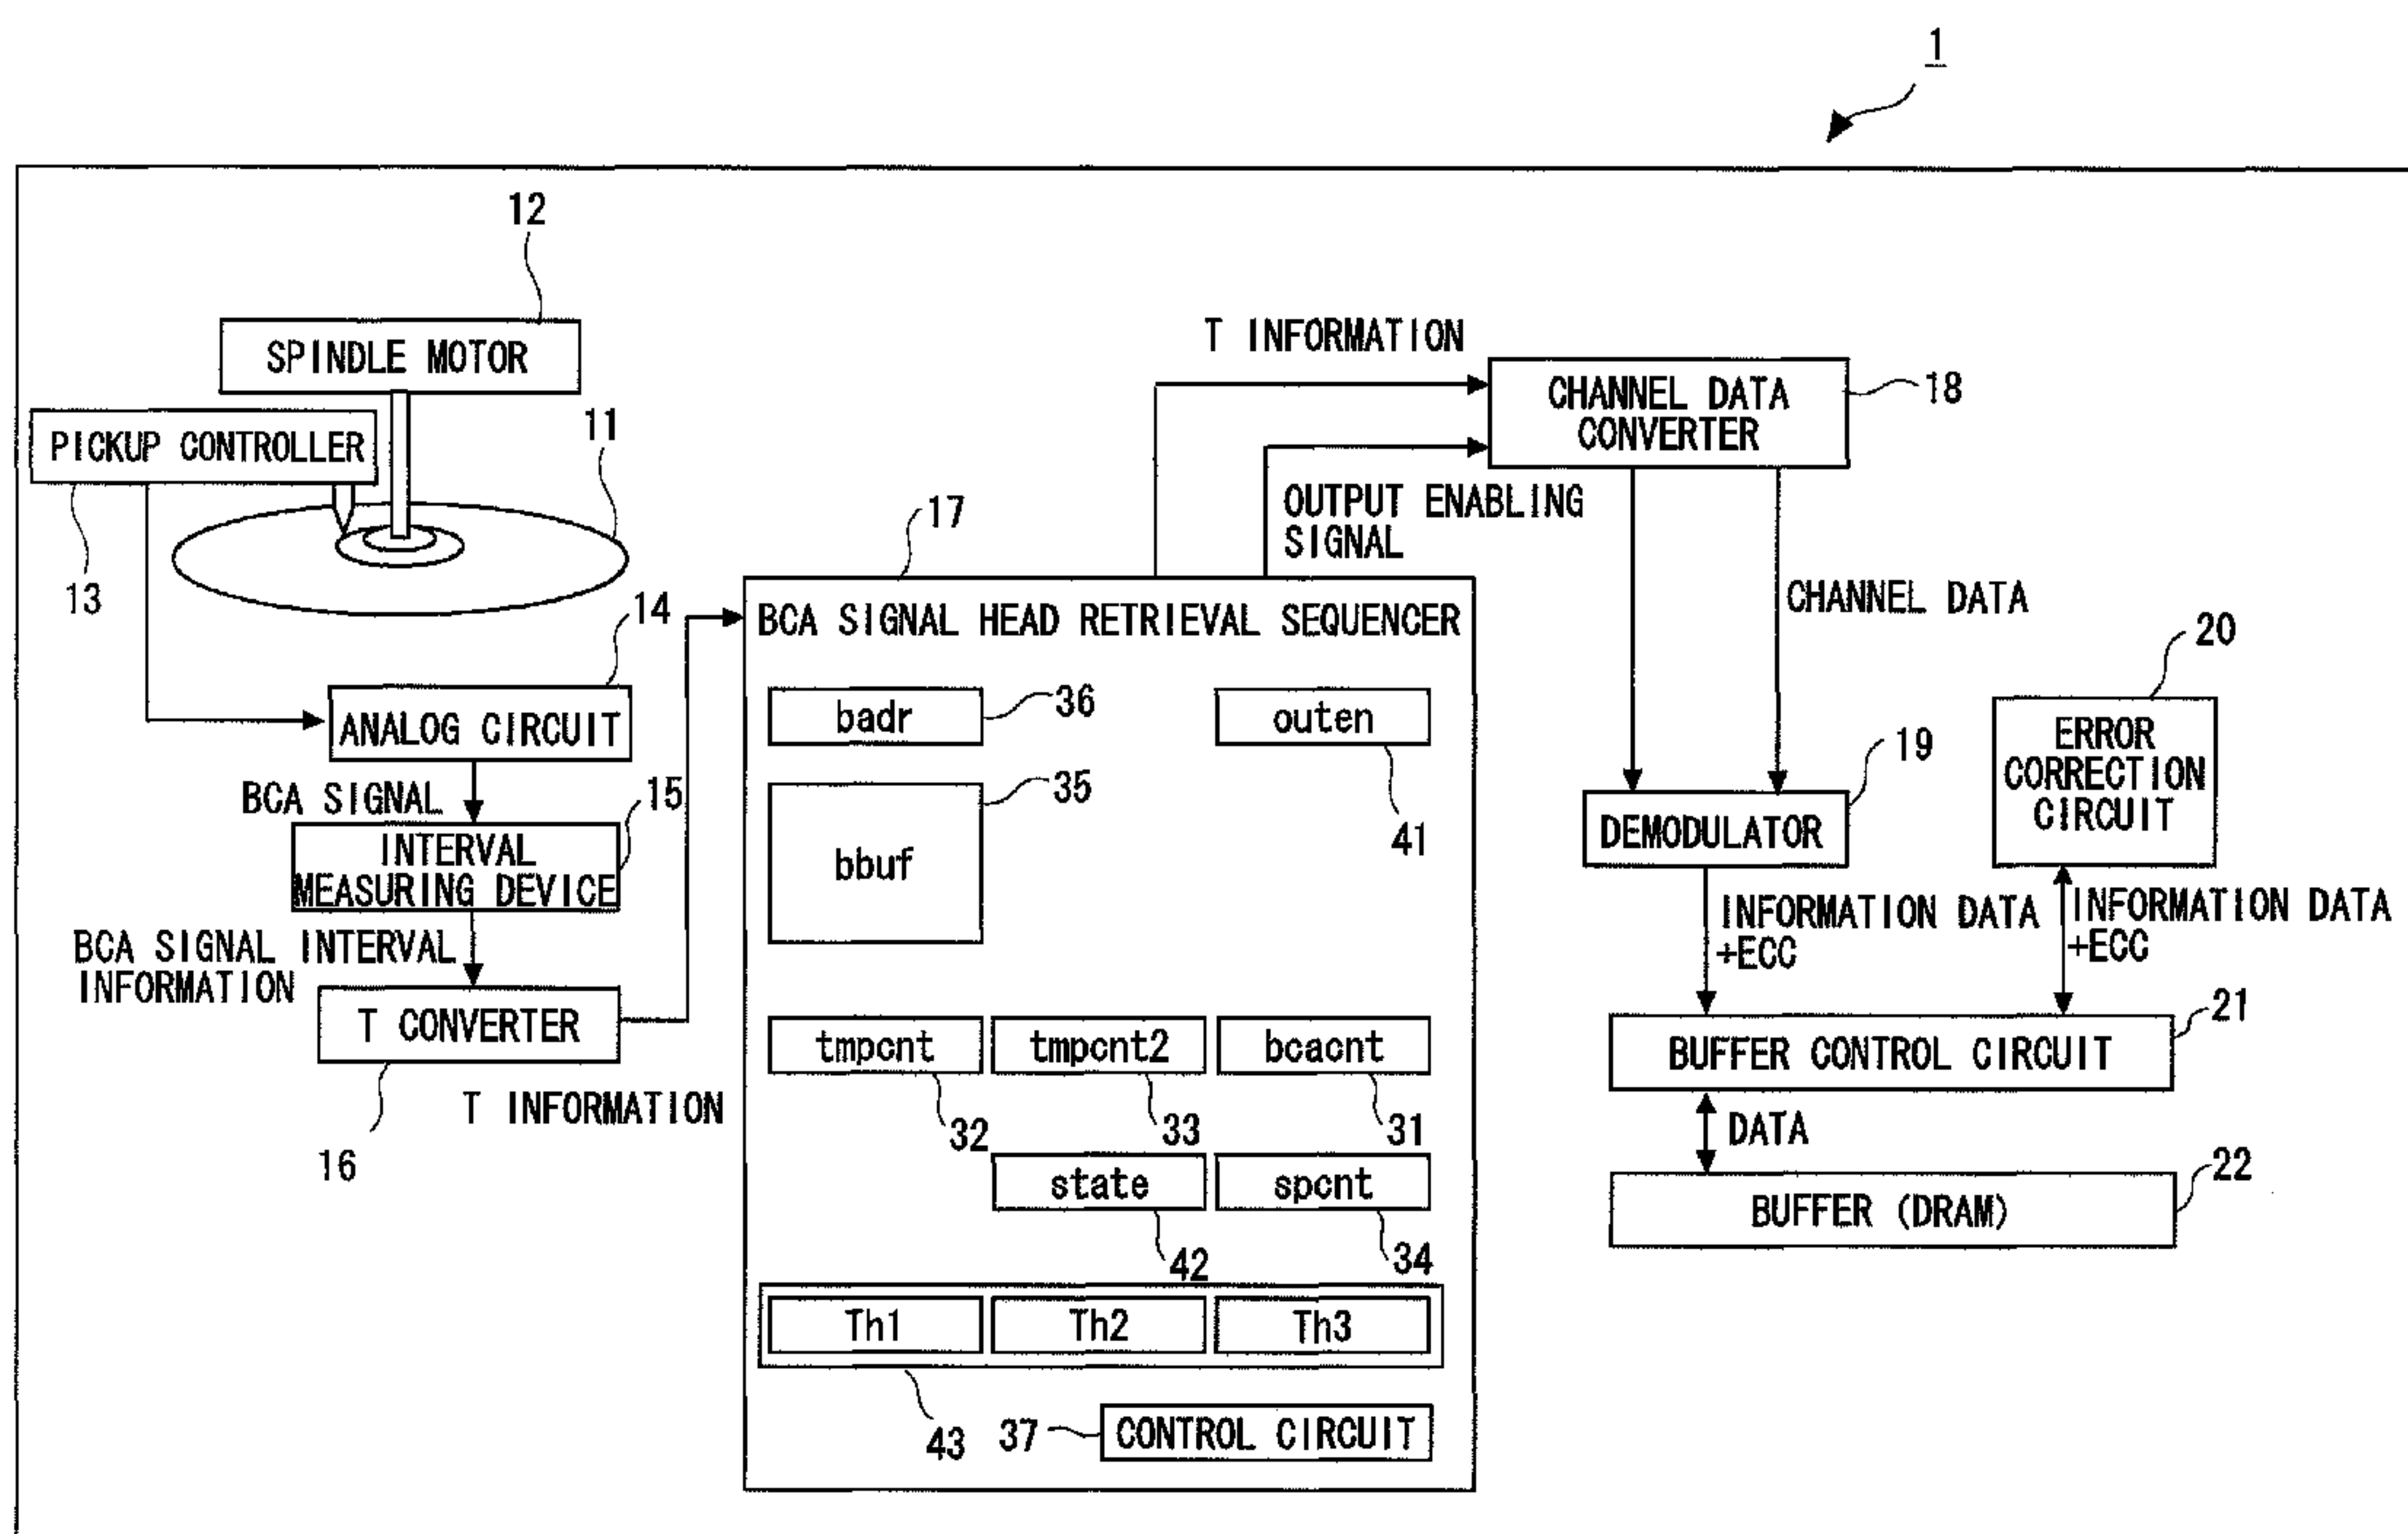 1
12
SPINDLE MOTOR
PICKUP CONTROLLER
11
13
14
ANALOG CIRCUIT
BCA SIGNAL
15
INTERVAL
MEASURING DEVICE
BCA SIGNAL INTERVAL
INFORMATION
T CONVERTER
16
T INFORMATION
17
BCA SIGNAL HEAD RETRIEVAL SEQUENCER
badr
36
outen
41
bbuf
35
tmpcnt
tmpcnt2
bcacnt
32
33
31
state
spcnt
42
34
Th1
Th2
Th3
43
37
CONTROL CIRCUIT
T INFORMATION
OUTPUT ENABLING
SIGNAL
CHANNEL DATA
CONVERTER
18
CHANNEL DATA
DEMODULATOR
19
20
ERROR
CORRECTION
CIRCUIT
INFORMATION DATA
+ECC
INFORMATION DATA
+ECC
21
BUFFER CONTROL CIRCUIT
DATA
22
BUFFER (DRAM)